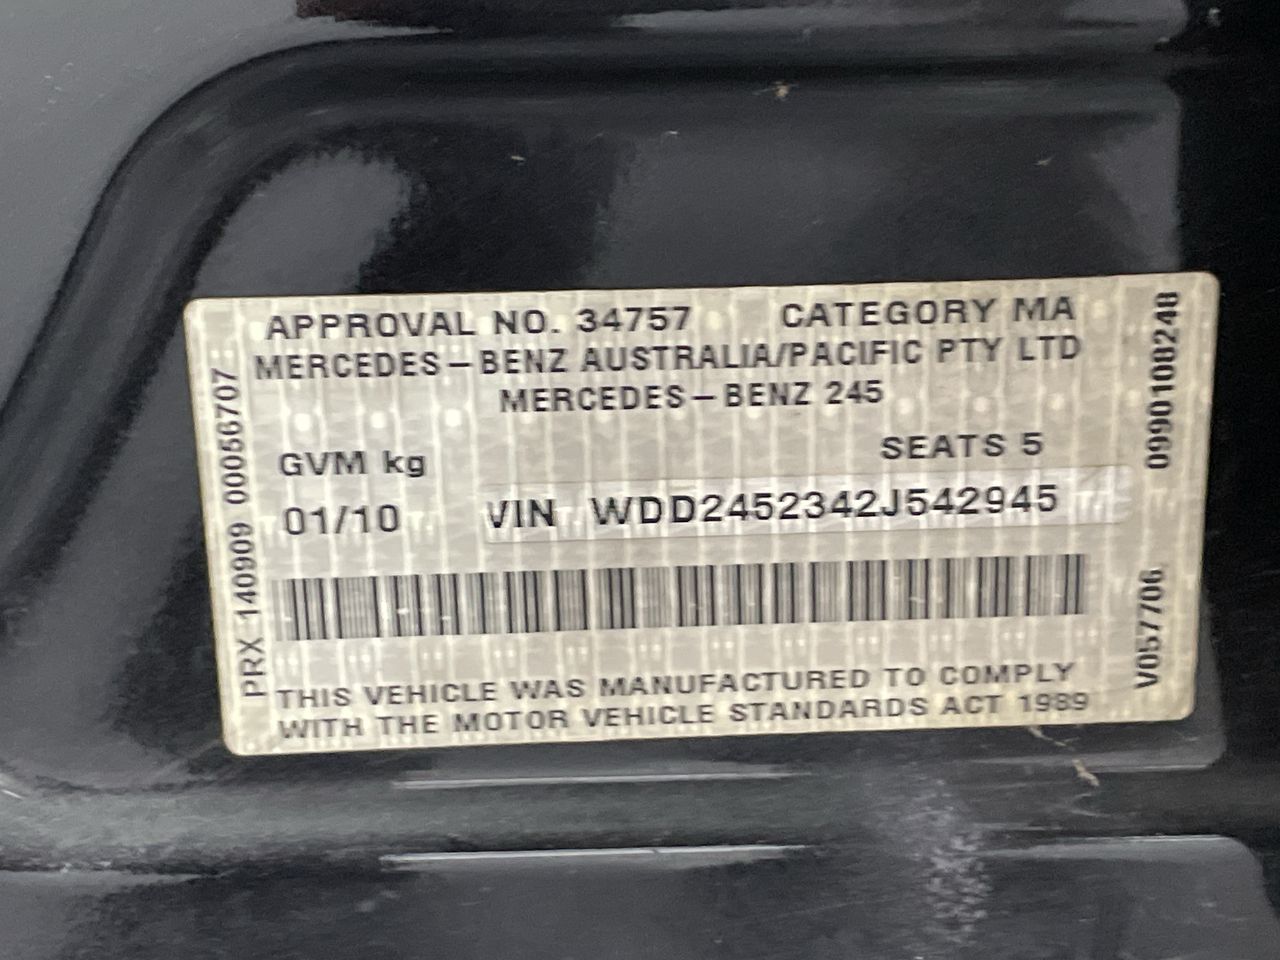 APPROVAL NO. 34757 CATEGORY MA
MERCEDES-BENZ AUSTRALIA/PACIFIC PTY LTD
MERCEDES-BENZ 245
SEATS 5
GVM kg
01/10 VIN WDD2452342J542945
THIS VEHICLE WAS MANUFACTURED TO COMPLY
WITH THE MOTOR VEHICLE STANDARDS ACT 1989
PRX 140909 00056707
099010B248
V057706